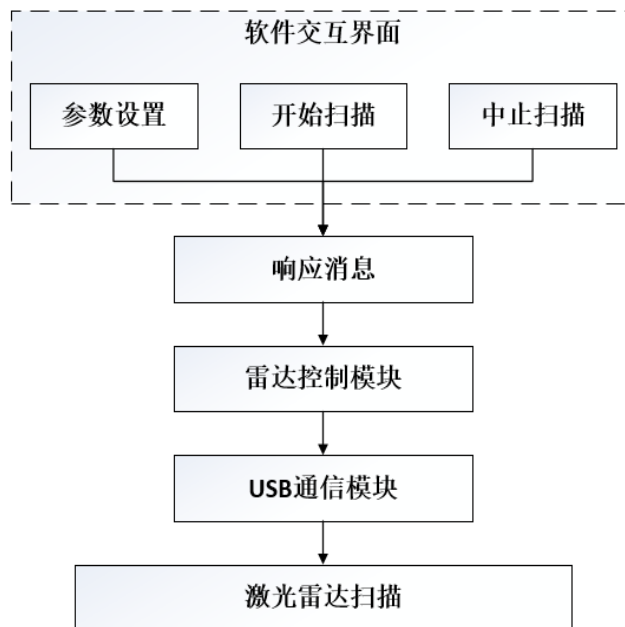 软件交互界面
参数设置
开始扫描
中止扫描
响应消息
雷达控制模块
USB通信模块
激光雷达扫描